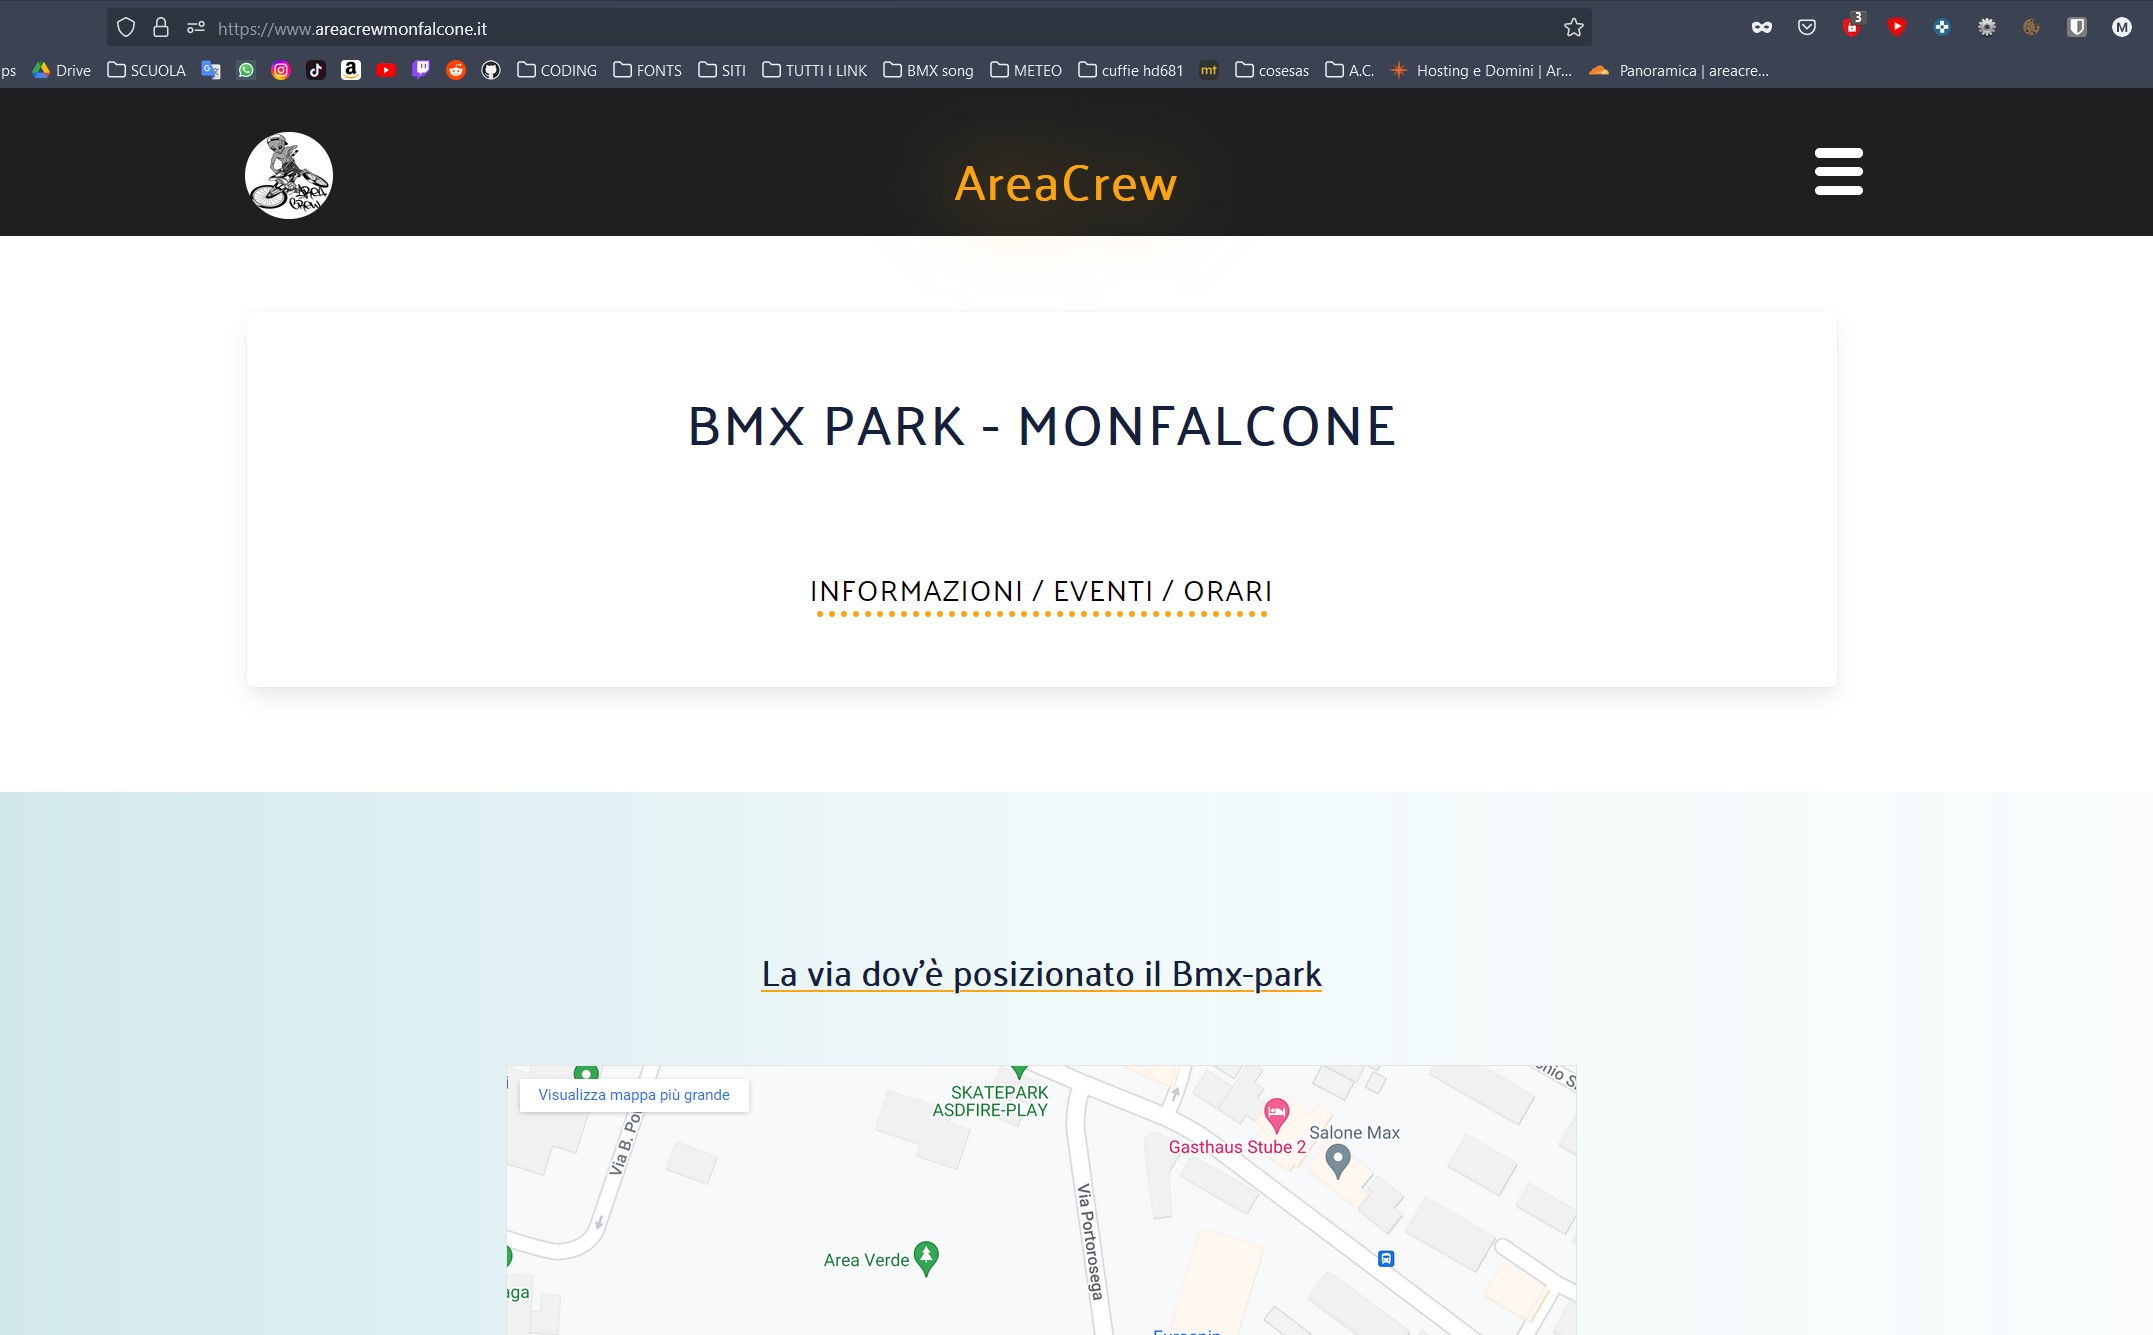 https://www.areacrewmonfalcone.it
3
M
ps Drive SCUOLA CODING FONTS SITI TUTTI I LINK BMX song METEO cuffie hd681 mt cosesas A.C. Hosting e Domini | Ar... Panoramica | areacre...
AreaCrew
BMX PARK - MONFALCONE
INFORMAZIONI / EVENTI / ORARI
La via dov'è posizionato il Bmx-park
Visualizza mappa più grande
SKATEPARK
ASDFIRE-PLAY
Salone Max
Gasthaus Stube 2
Via B. Po
Via Portorosega
Area Verde
aga